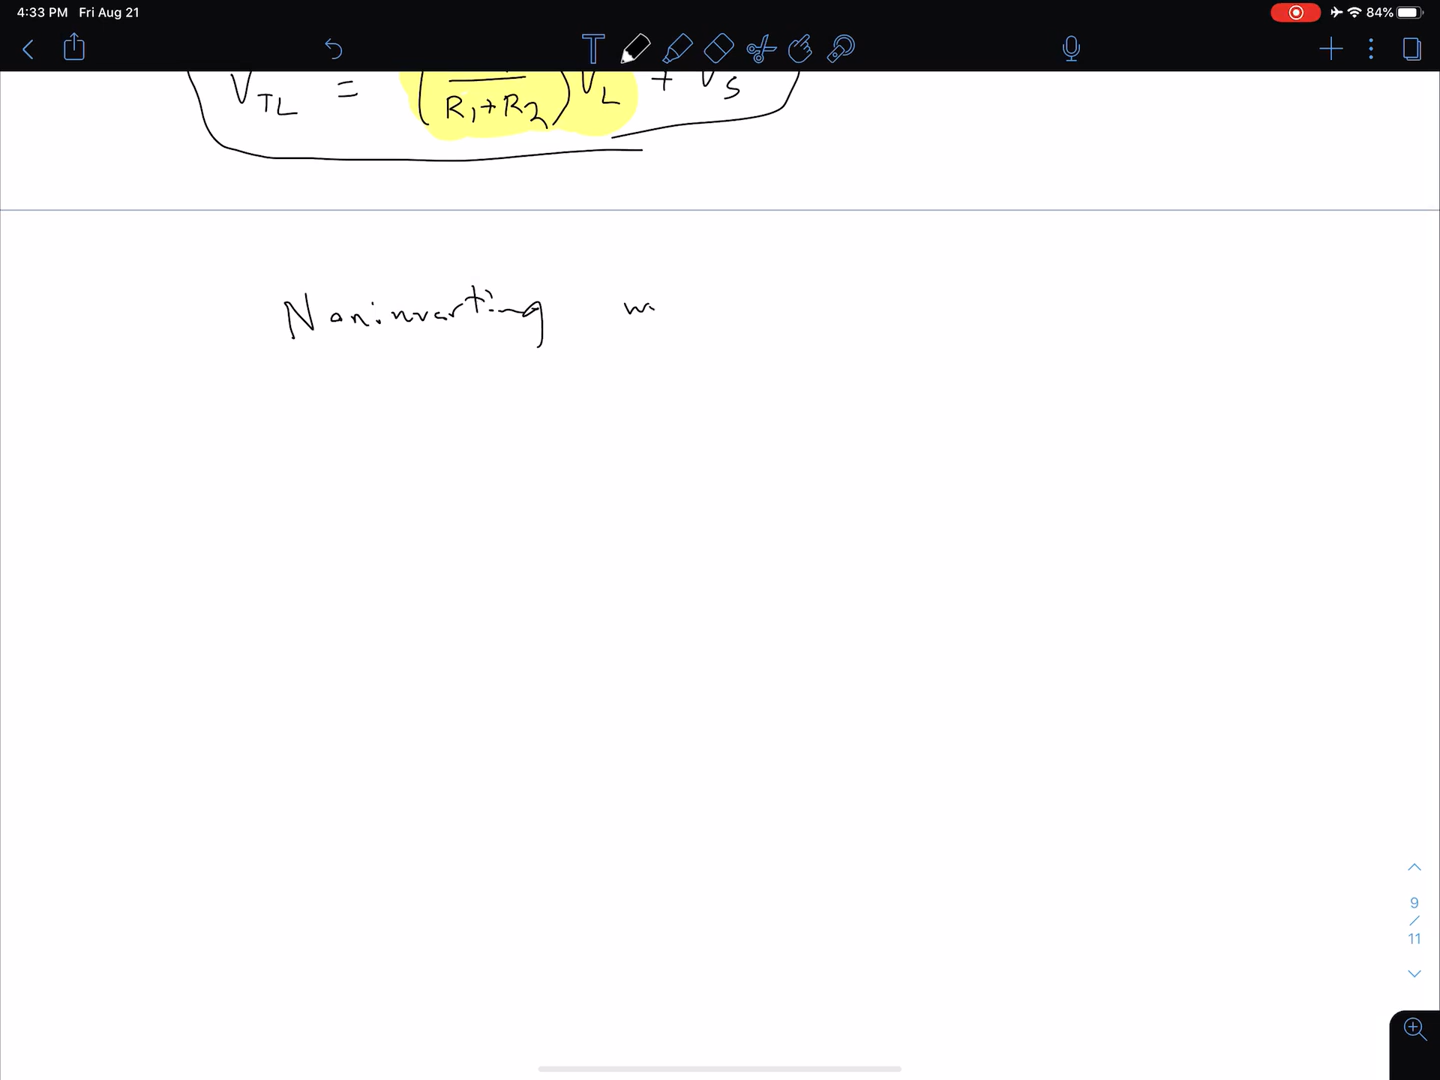 4:33 PM Fri Aug 21
84%
T
V_TL = (R1+R2) V_L + V_S
Noninverting w
9
/
11